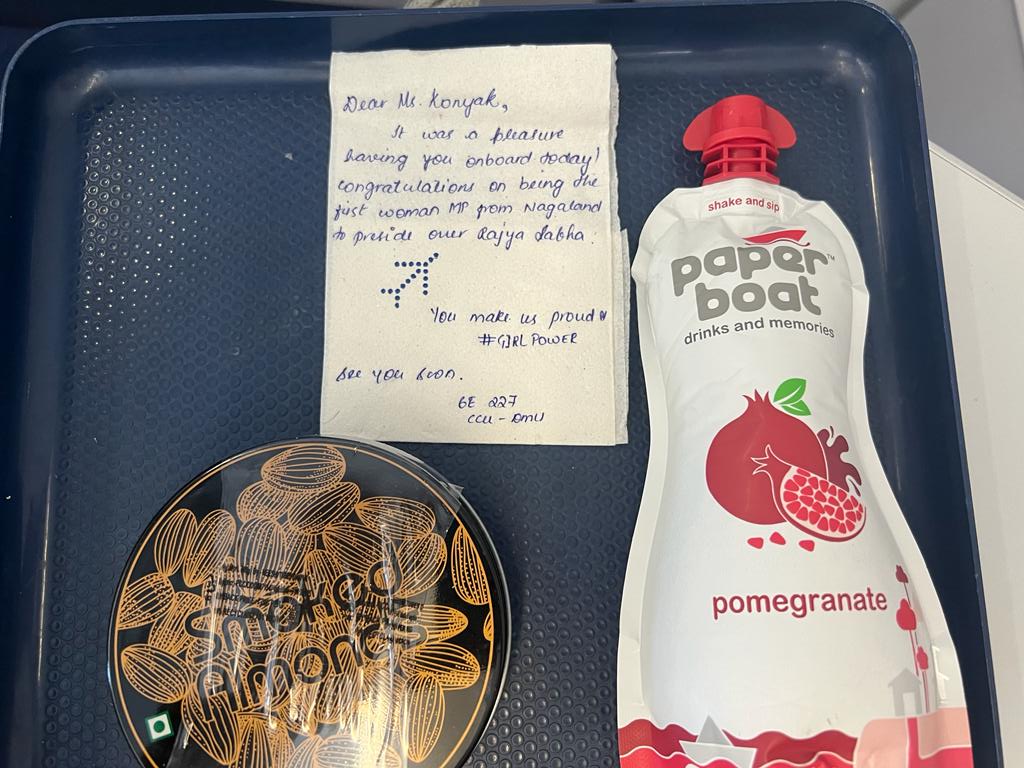 Dear Ms. Konyak,
It was a pleasure
having you onboard today!
congratulations on being the
first woman MP from Nagaland
to preside over Rajya Sabha.
You make us proud
#GIRL POWER
See you soon.
6E 227
CCU - DMU
shake and sip
paper
boat™
drinks and memories
pomegranate
Smoked
Almonds